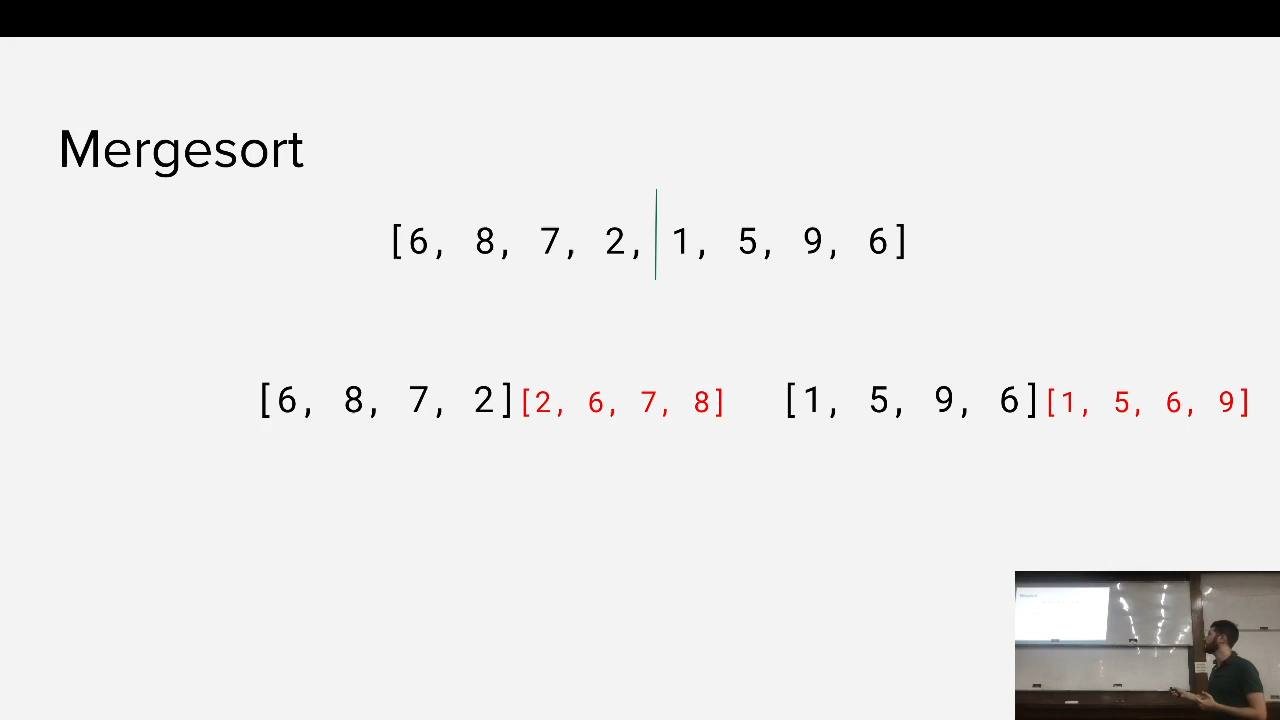 Mergesort
[6, 8, 7, 2, 1, 5, 9, 6]
[6, 8, 7, 2][2, 6, 7, 8] [1, 5, 9, 6][1, 5, 6, 9]